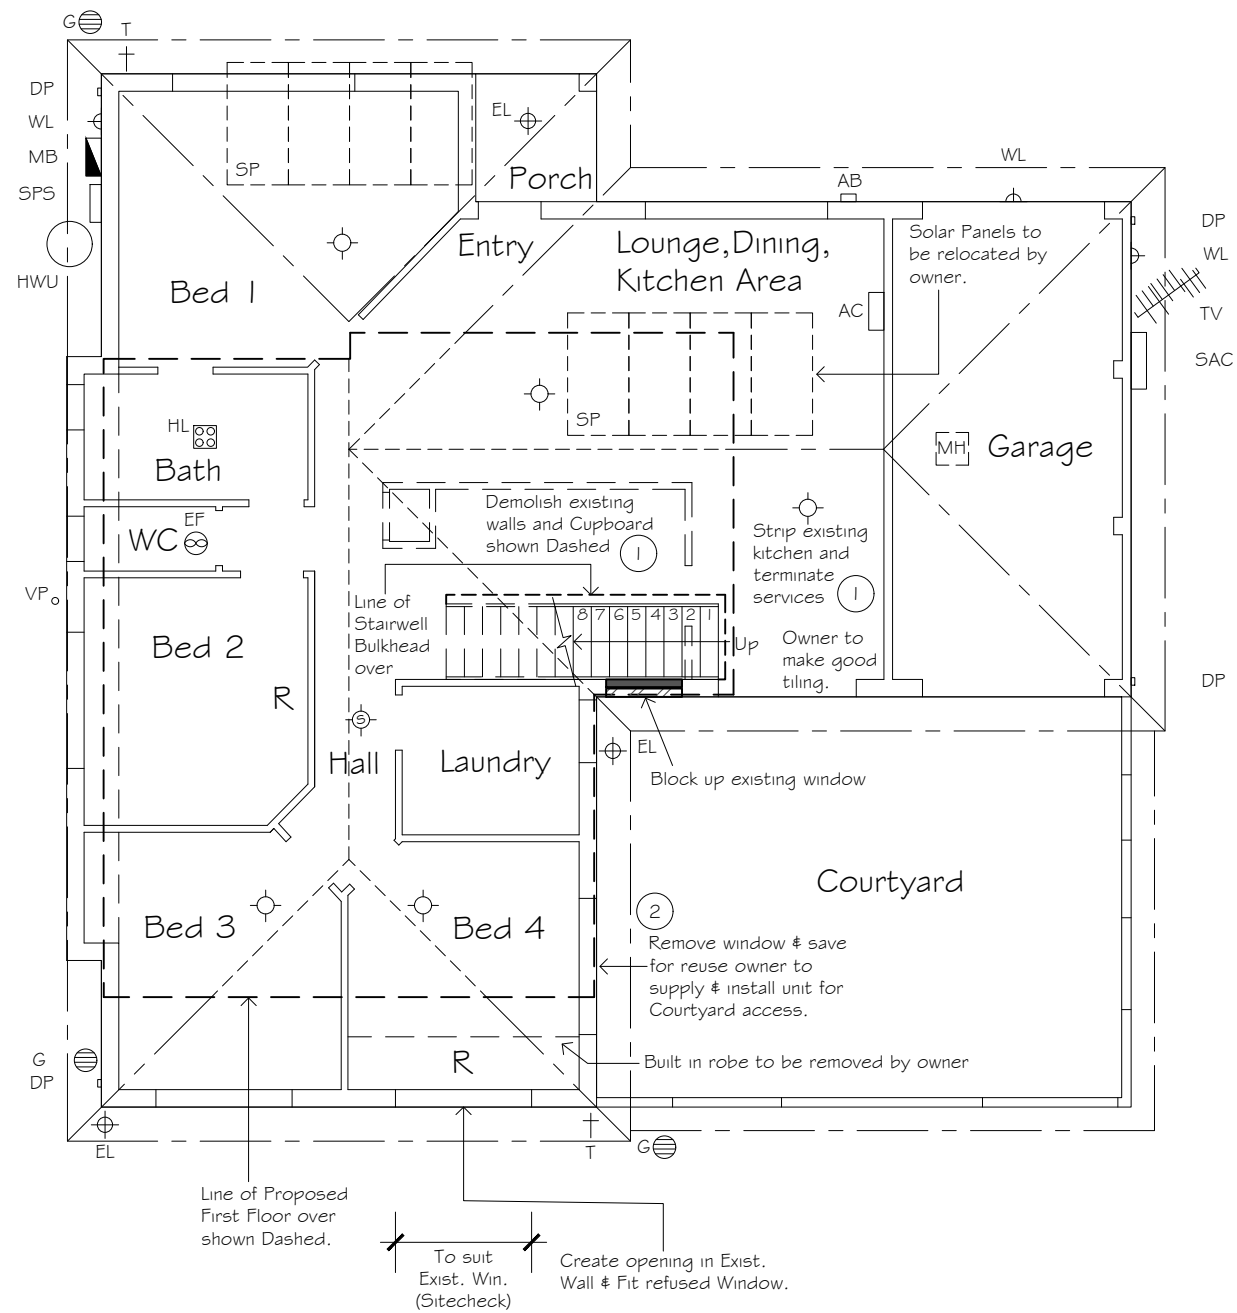 G
T
DP
WL
MB
SPS
HWU
EL
SP
Porch
WL
AB
Entry
Lounge, Dining,
Kitchen Area
Solar Panels to
be relocated by
owner.
DP
WL
TV
SAC
Bed 1
AC
SP
HL
Bath
MH
Garage
EF
WC
Demolish existing
walls and Cupboard
shown Dashed
1
Strip existing
kitchen and
terminate
services
1
VP
Line of
Stairwell
Bulkhead
over
8 7 6 5 4 3 2 1
Up
Owner to
make good
tiling.
Bed 2
R
DP
S
Hall
Laundry
EL
Block up existing window
Courtyard
2
Bed 3
Bed 4
Remove window & save
for reuse owner to
supply & install unit for
Courtyard access.
R
Built in robe to be removed by owner
G
DP
EL
T
G
Line of Proposed
First Floor over
shown Dashed.
To suit
Exist. Win.
(Sitecheck)
Create opening in Exist.
Wall & Fit refused Window.